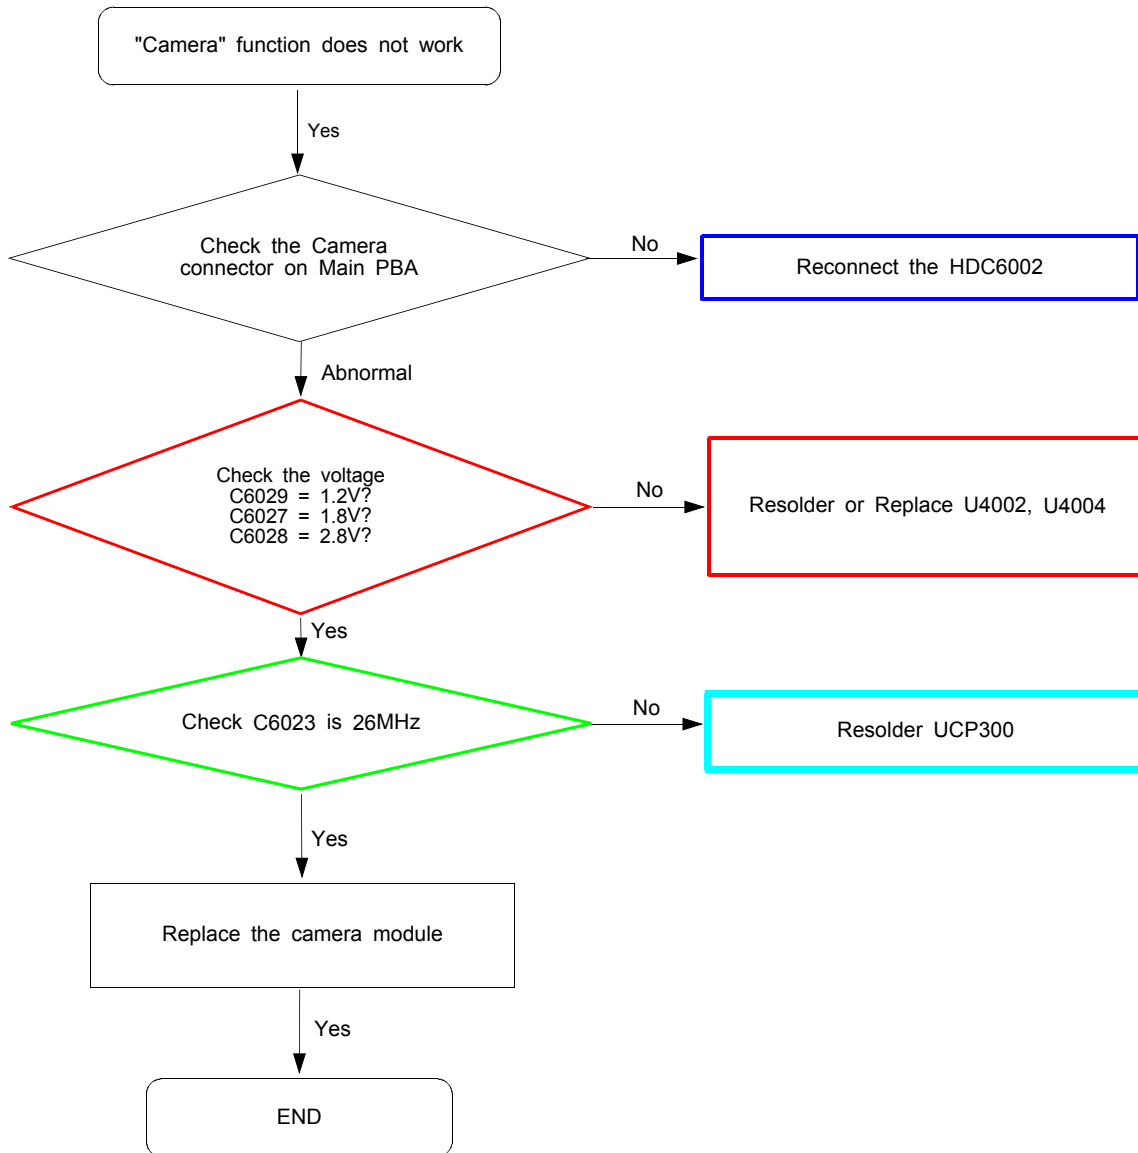 "Camera" function does not work
Yes
Check the Camera
connector on Main PBA
No
Reconnect the HDC6002
Abnormal
Check the voltage
C6029 = 1.2V?
C6027 = 1.8V?
C6028 = 2.8V?
No
Resolder or Replace U4002, U4004
Yes
Check C6023 is 26MHz
No
Resolder UCP300
Yes
Replace the camera module
Yes
END